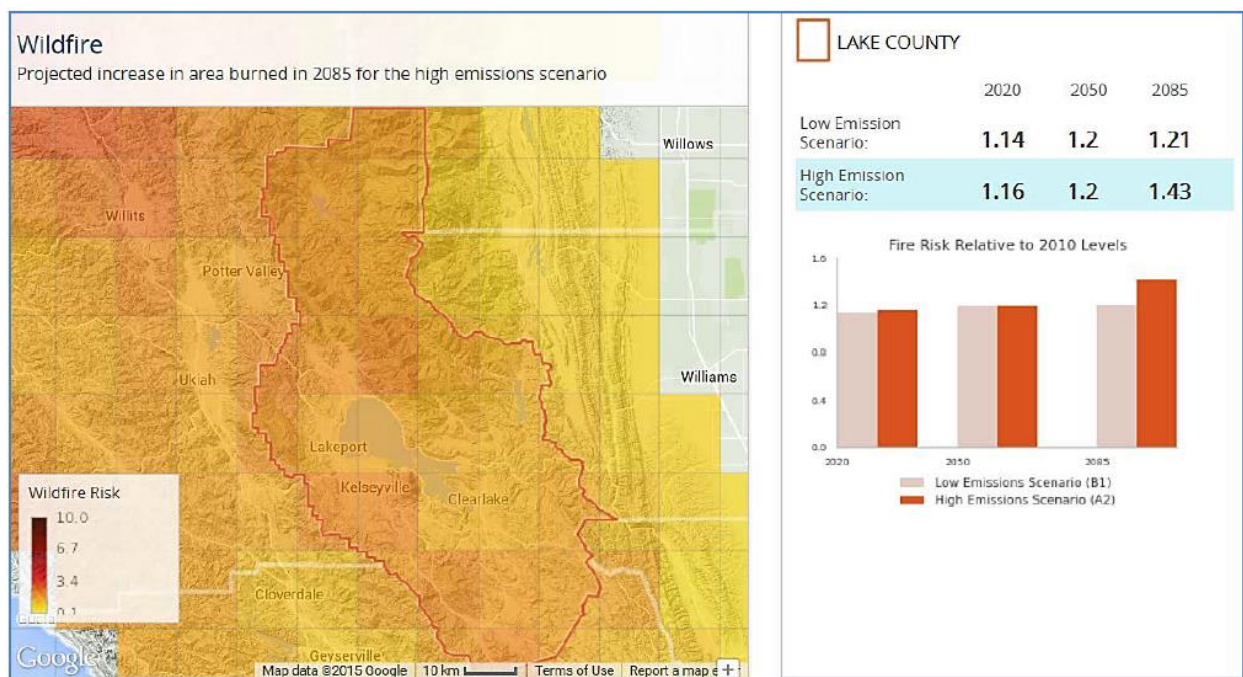 Wildfire
Projected increase in area burned in 2085 for the high emissions scenario
Willows
Willits
Potter Valley
Ukiah
Williams
Lakeport
Kelseyville
Clearlake
Cloverdale
Geyserville
Wildfire Risk
10.0
6.7
3.4
0.1
Google
Map data ©2015 Google
10 km
Terms of Use
Report a map
+
LAKE COUNTY
2020 2050 2085
Low Emission
Scenario: 1.14 1.2 1.21
High Emission
Scenario: 1.16 1.2 1.43
Fire Risk Relative to 2010 Levels
1.6
1.2
0.8
0.4
0.0
2020 2050 2085
Low Emissions Scenario (B1)
High Emissions Scenario (A2)